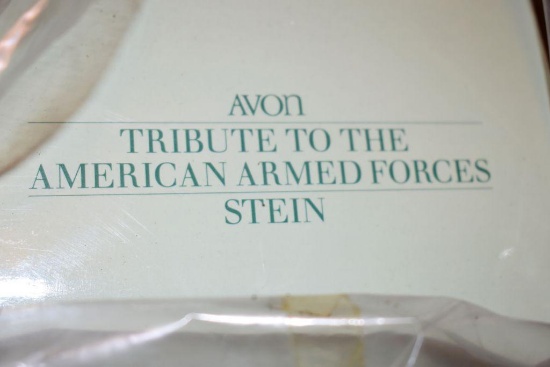 AVON
TRIBUTE TO THE
AMERICAN ARMED FORCES
STEIN